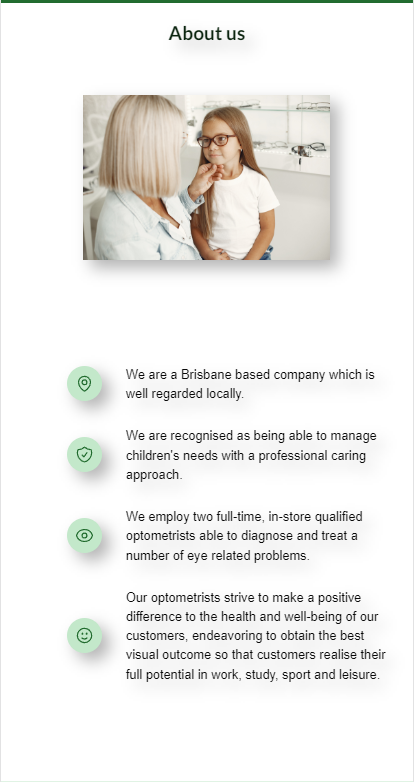 About us
We are a Brisbane based company which is
well regarded locally.
We are recognised as being able to manage
children's needs with a professional caring
approach.
We employ two full-time, in-store qualified
optometrists able to diagnose and treat a
number of eye related problems.
Our optometrists strive to make a positive
difference to the health and well-being of our
customers, endeavoring to obtain the best
visual outcome so that customers realise their
full potential in work, study, sport and leisure.